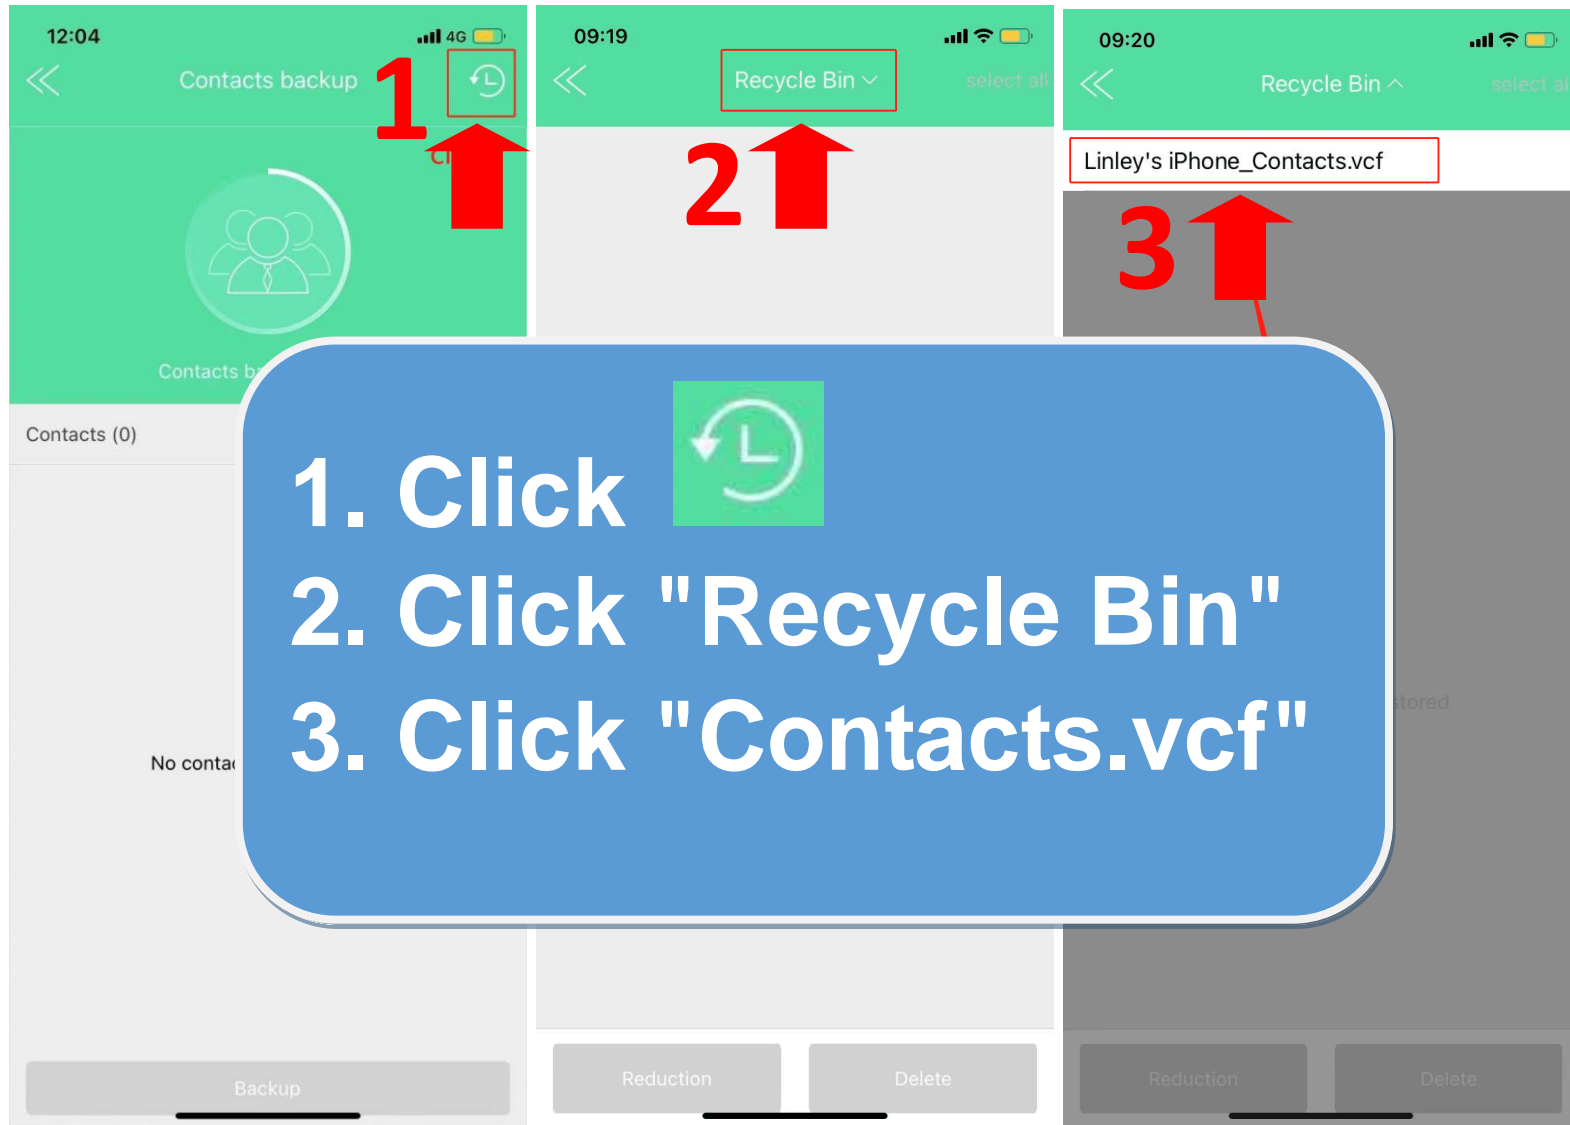 12:04
4G
Contacts backup
1
Contacts
Contacts (0)
No
Backup
09:19
Recycle Bin
select all
2
Reduction
Delete
09:20
Recycle Bin
select al
Linley's iPhone_Contacts.vcf
3
Reduction
Delete
1. Click
2. Click "Recycle Bin"
3. Click "Contacts.vcf"